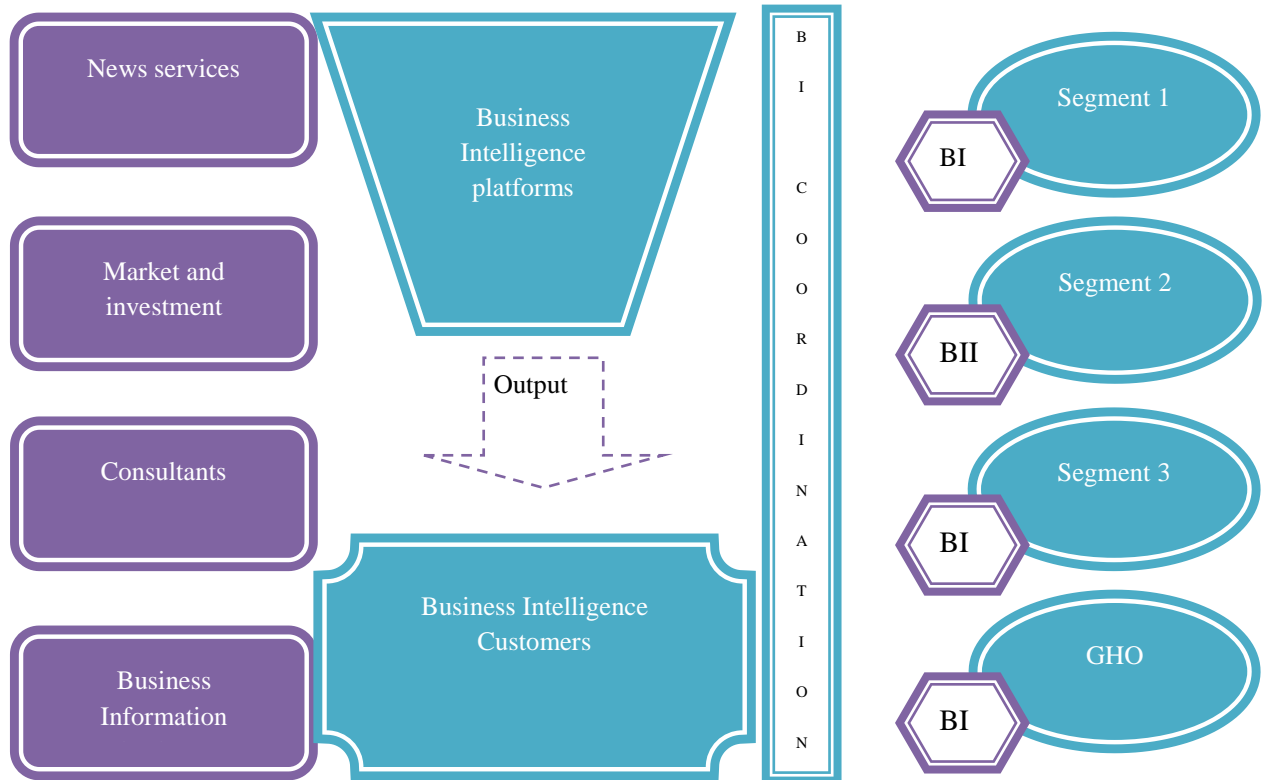 News services
Market and
investment
Consultants
Business
Information
Business
Intelligence
platforms
Output
Business Intelligence
Customers
B
I
C
O
O
R
D
I
N
A
T
I
O
N
Segment 1
BI
Segment 2
BII
Segment 3
BI
GHO
BI